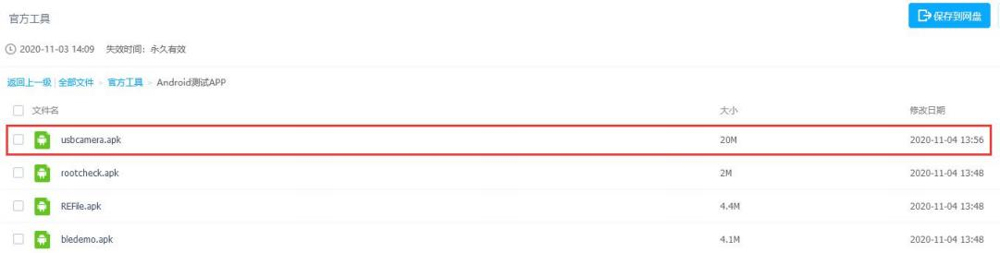 官方工具
保存到网盘
2020-11-03 14:09 失效时间：永久有效
返回上一级 | 全部文件 > 官方工具 > Android测试APP
文件名 大小 修改日期
usbcamera.apk 20M 2020-11-04 13:56
rootcheck.apk 2M 2020-11-04 13:48
REFile.apk 4.4M 2020-11-04 13:48
bledemo.apk 4.1M 2020-11-04 13:48